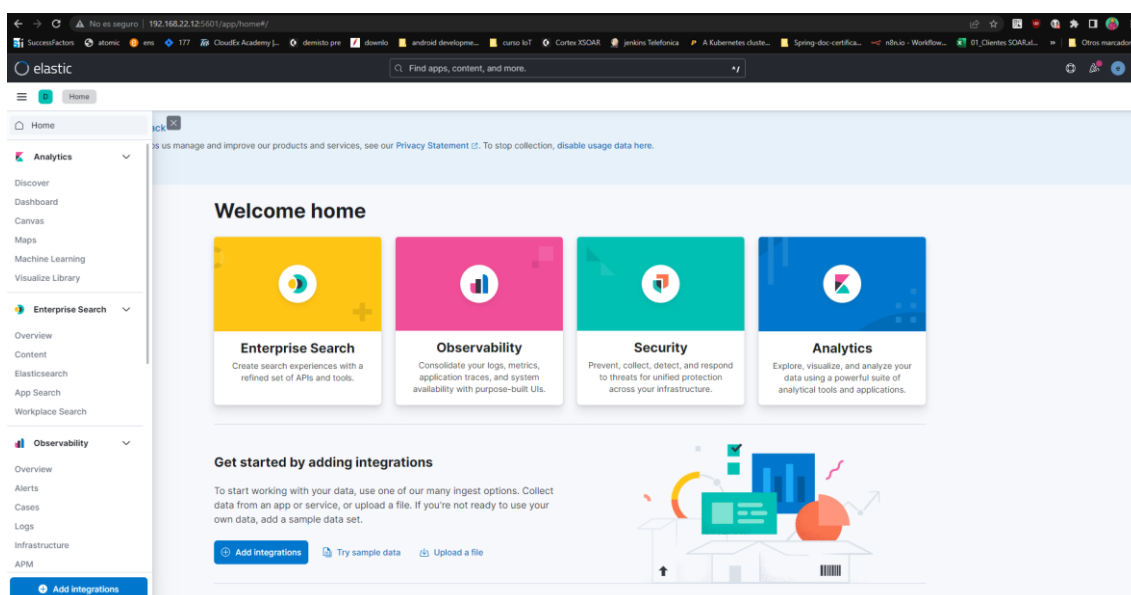 No es seguro | 192.168.22.12:5601/app/home#/
SuccessFactors atomic ens 177 CloudEx Academy |... demisto pre downlo android developme... curso IoT Cortex XSOAR jenkins Telefonica A Kubernetes cluste... Spring-doc-certifica... n8n.io - Workflow... 01_Clientes SOAR.xl... » Otros marcador
elastic
Find apps, content, and more.
^/
e
D
Home
Home
ack
os us manage and improve our products and services, see our Privacy Statement. To stop collection, disable usage data here.
Analytics
Discover
Dashboard
Canvas
Maps
Machine Learning
Visualize Library
Enterprise Search
Overview
Content
Elasticsearch
App Search
Workplace Search
Observability
Overview
Alerts
Cases
Logs
Infrastructure
APM
Add integrations
Welcome home
Enterprise Search
Create search experiences with a
refined set of APIs and tools.
Observability
Consolidate your logs, metrics,
application traces, and system
availability with purpose-built UIs.
Security
Prevent, collect, detect, and respond
to threats for unified protection
across your infrastructure.
Analytics
Explore, visualize, and analyze your
data using a powerful suite of
analytical tools and applications.
Get started by adding integrations
To start working with your data, use one of our many ingest options. Collect
data from an app or service, or upload a file. If you're not ready to use your
own data, add a sample data set.
Add integrations
Try sample data
Upload a file